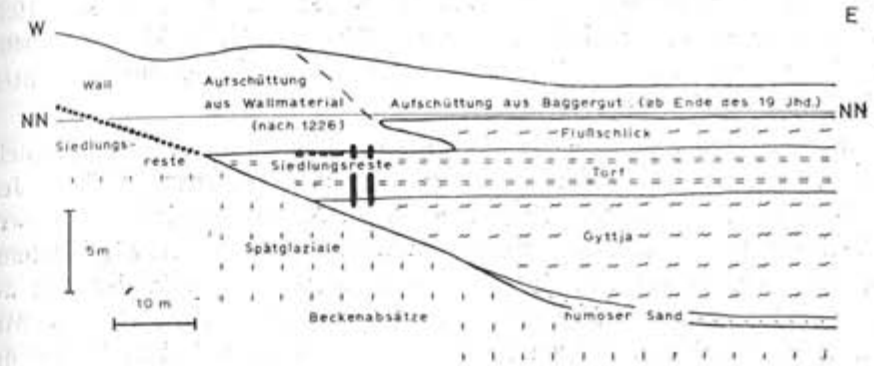 W
E
Wall
Aufschüttung
aus Wallmaterial
(nach 1226)
Aufschüttung aus Baggergut (ab Ende des 19 Jhd.)
NN
NN
Flußschlick
Siedlungs-
reste
Siedlungsreste
Torf
5m
Gyttja
Spätglaziale
10 m
Beckenabsätze
humoser Sand